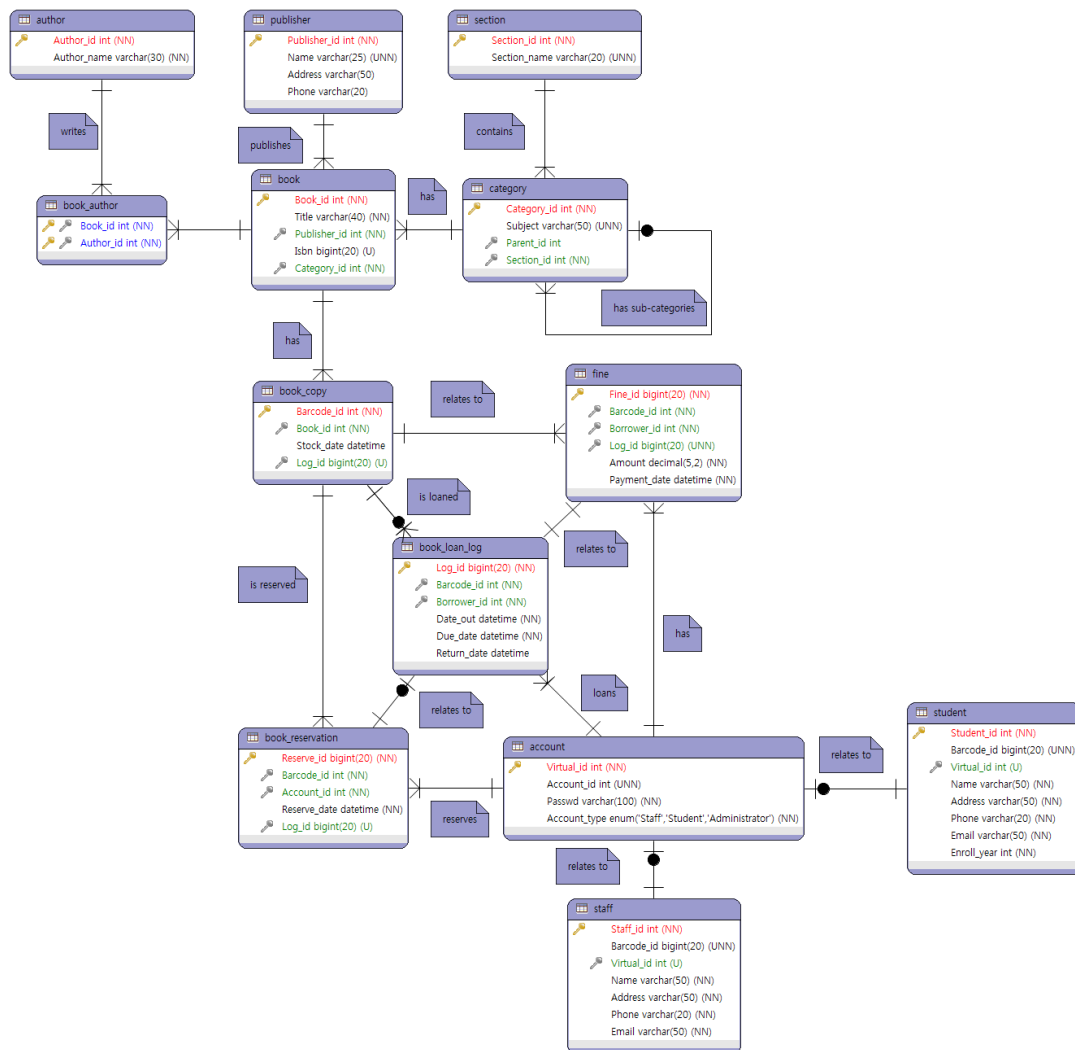 author
Author_id int (NN)
Author_name varchar(30) (NN)
publisher
Publisher_id int (NN)
Name varchar(25) (UNN)
Address varchar(50)
Phone varchar(20)
section
Section_id int (NN)
Section_name varchar(20) (UNN)
writes
publishes
contains
book_author
Book_id int (NN)
Author_id int (NN)
book
Book_id int (NN)
Title varchar(40) (NN)
Publisher_id int (NN)
Isbn bigint(20) (U)
Category_id int (NN)
has
category
Category_id int (NN)
Subject varchar(50) (UNN)
Parent_id int
Section_id int (NN)
has sub-categories
has
book_copy
Barcode_id int (NN)
Book_id int (NN)
Stock_date datetime
Log_id bigint(20) (U)
relates to
fine
Fine_id bigint(20) (NN)
Barcode_id int (NN)
Borrower_id int (NN)
Log_id bigint(20) (UNN)
Amount decimal(5,2) (NN)
Payment_date datetime (NN)
is loaned
relates to
book_loan_log
Log_id bigint(20) (NN)
Barcode_id int (NN)
Borrower_id int (NN)
Date_out datetime (NN)
Due_date datetime (NN)
Return_date datetime
is reserved
has
relates to
loans
book_reservation
Reserve_id bigint(20) (NN)
Barcode_id int (NN)
Account_id int (NN)
Reserve_date datetime (NN)
Log_id bigint(20) (U)
reserves
account
Virtual_id int (NN)
Account_id int (UNN)
Passwd varchar(100) (NN)
Account_type enum('Staff','Student','Administrator') (NN)
relates to
student
Student_id int (NN)
Barcode_id bigint(20) (UNN)
Virtual_id int (U)
Name varchar(50) (NN)
Address varchar(50) (NN)
Phone varchar(20) (NN)
Email varchar(50) (NN)
Enroll_year int (NN)
relates to
staff
Staff_id int (NN)
Barcode_id bigint(20) (UNN)
Virtual_id int (U)
Name varchar(50) (NN)
Address varchar(50) (NN)
Phone varchar(20) (NN)
Email varchar(50) (NN)